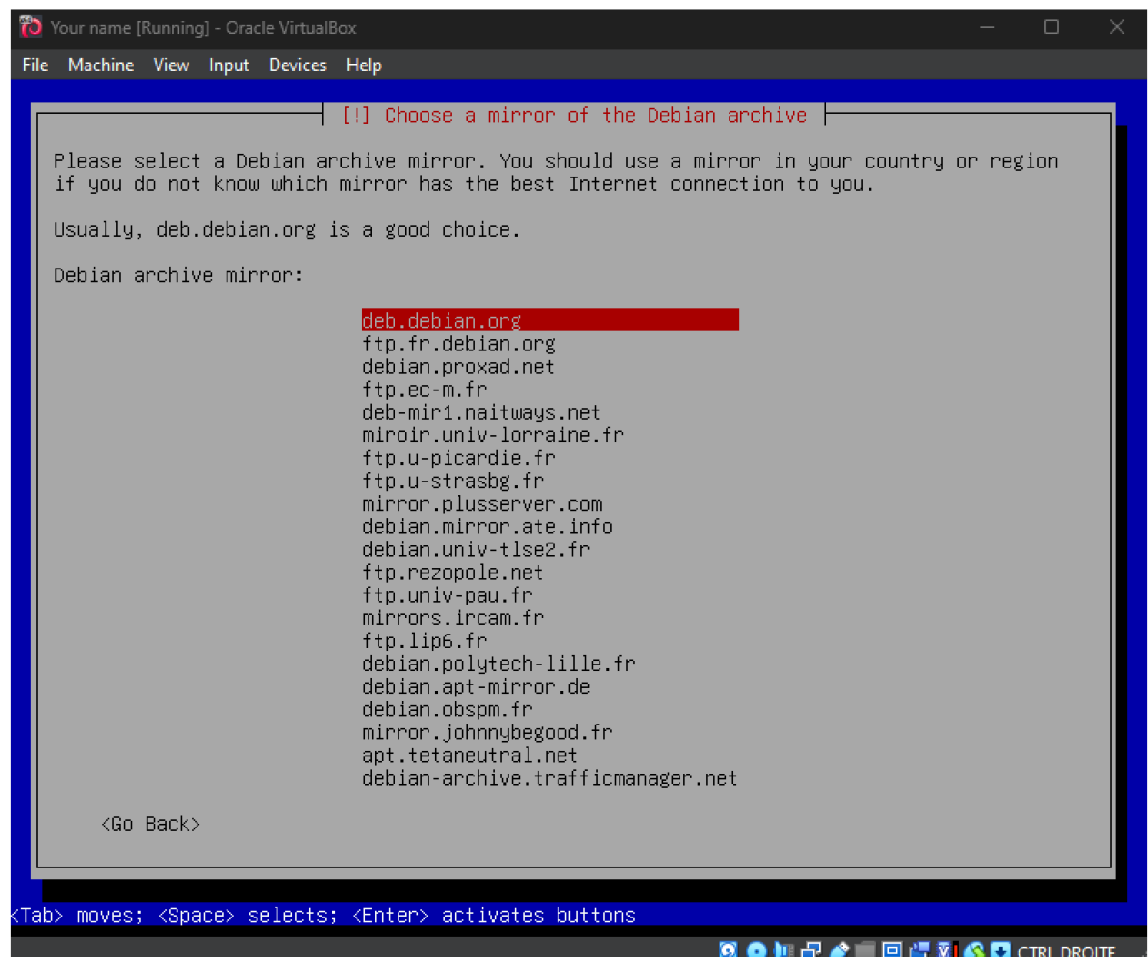 Your name [Running] - Oracle VirtualBox
File Machine View Input Devices Help
[!] Choose a mirror of the Debian archive
Please select a Debian archive mirror. You should use a mirror in your country or region
if you do not know which mirror has the best Internet connection to you.
Usually, deb.debian.org is a good choice.
Debian archive mirror:
deb.debian.org
ftp.fr.debian.org
debian.proxad.net
ftp.ec-m.fr
deb-mir1.naitways.net
miroir.univ-lorraine.fr
ftp.u-picardie.fr
ftp.u-strasbg.fr
mirror.plusserver.com
debian.mirror.ate.info
debian.univ-tlse2.fr
ftp.rezopole.net
ftp.univ-pau.fr
mirrors.ircam.fr
ftp.lip6.fr
debian.polytech-lille.fr
debian.apt-mirror.de
debian.obspm.fr
mirror.johnnybegood.fr
apt.tetaneutral.net
debian-archive.trafficmanager.net
<Go Back>
<Tab> moves; <Space> selects; <Enter> activates buttons
CTRL DROITE